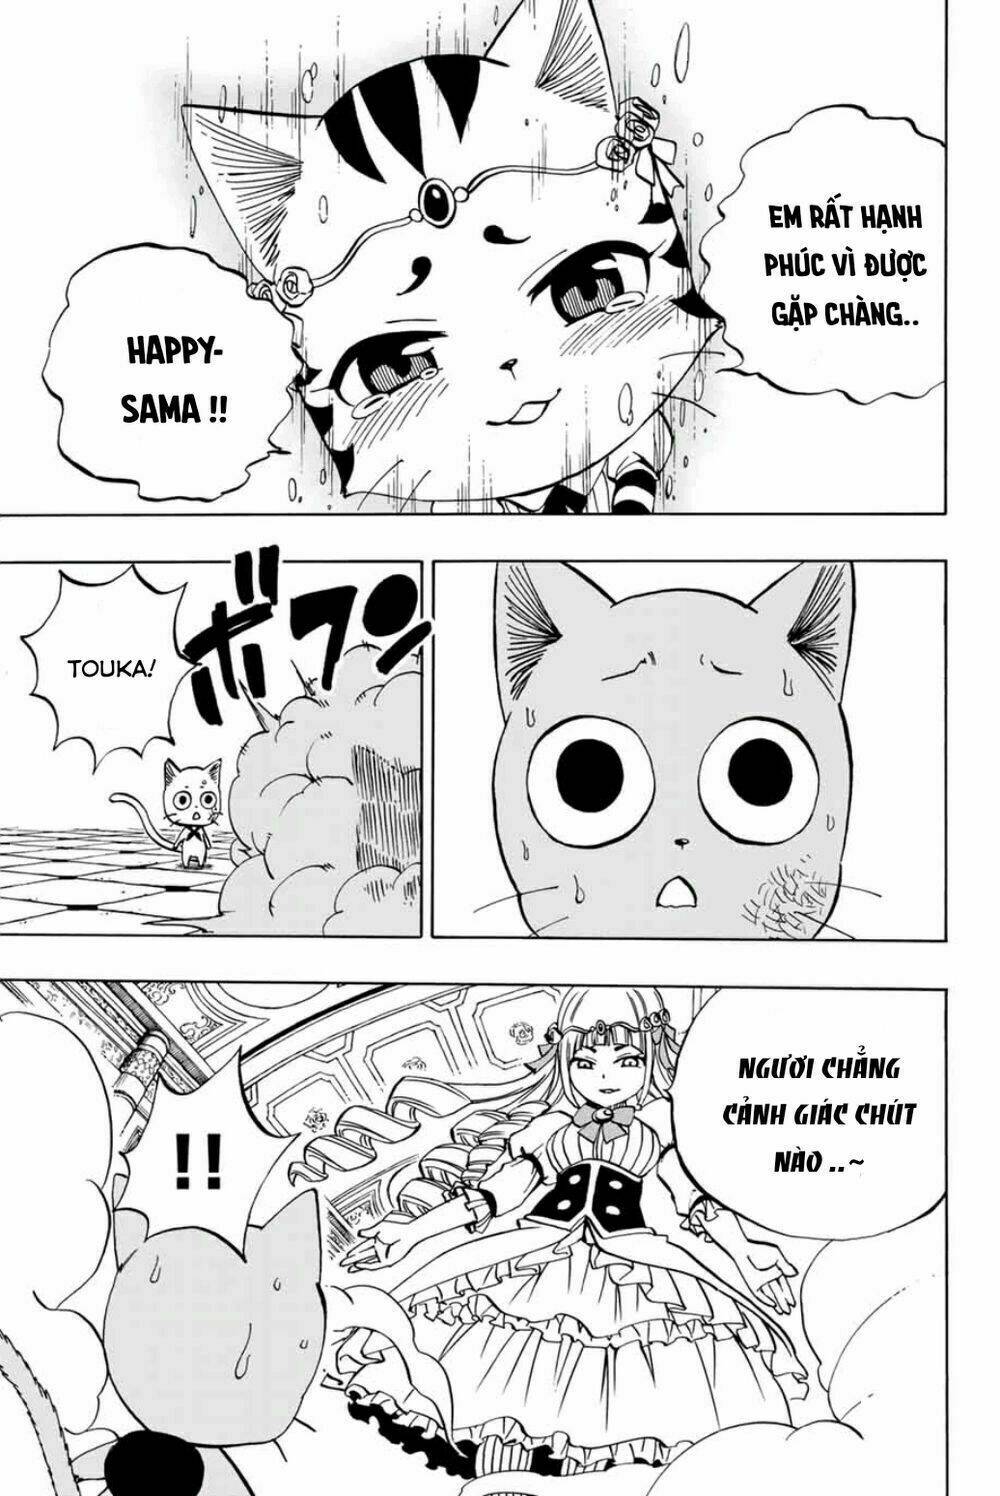 EM RẤT HẠNH
PHÚC VÌ ĐƯỢC
GẶP CHÀNG..
HAPPY-
SAMA !!
TOUKA!
ボフン
NGƯƠI CHẲNG
CẢNH GIÁC CHÚT
NÀO ..~
!!